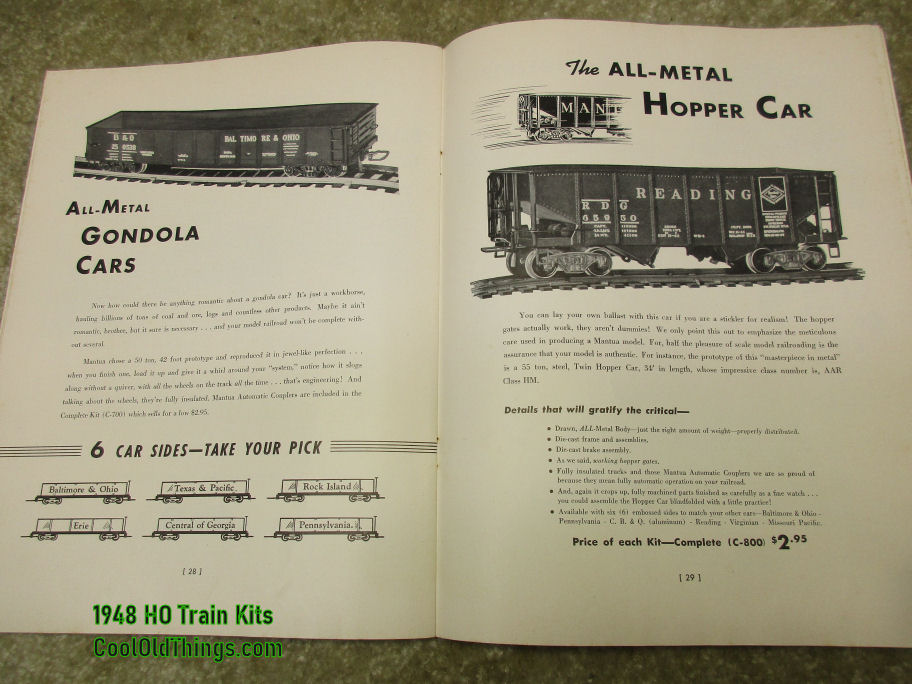 B & O
250538
BALTIMORE & OHIO
ALL-METAL
GONDOLA
CARS
Now how could there be anything romantic about a gondola car? It's just a workhorse,
hauling billions of tons of coal and ore, logs and countless other products. Maybe it ain't
romantic, brother, but it sure is necessary . . . and your model railroad won't be complete with-
out several.
Mantua chose a 50 ton, 42 foot prototype and reproduced it in jewel-like perfection . . .
when you finish one, load it up and give it a whirl around your "system," notice how it slogs
along without a quiver, with all the wheels on the track all the time . . . that's engineering! And
talking about the wheels, they're fully insulated. Mantua Automatic Couplers are included in the
Complete Kit (C-700) which sells for a low $2.95.
6 CAR SIDES—TAKE YOUR PICK
Baltimore & Ohio
Texas & Pacific
Rock Island
Erie
Central of Georgia
Pennsylvania
[ 28 ]
The ALL-METAL
HOPPER CAR
MANT
READING
RDG
65950
You can lay your own ballast with this car if you are a stickler for realism! The hopper
gates actually work, they aren't dummies! We only point this out to emphasize the meticulous
care used in producing a Mantua model. For, half the pleasure of scale model railroading is the
assurance that your model is authentic. For instance, the prototype of this "masterpiece in metal"
is a 55 ton, steel, Twin Hopper Car, 34' in length, whose impressive class number is, AAR
Class HM.
Details that will gratify the critical—
• Drawn, ALL-Metal Body—just the right amount of weight—properly distributed.
• Die-cast frame and assemblies.
• Die-cast brake assembly.
• As we said, working hopper gates.
• Fully insulated trucks and those Mantua Automatic Couplers we are so proud of
because they mean fully automatic operation on your railroad.
• And, again it crops up, fully machined parts finished as carefully as a fine watch . . .
you could assemble the Hopper Car blindfolded with a little practice!
• Available with six (6) embossed sides to match your other cars—Baltimore & Ohio -
Pennsylvania - C. B. & Q. (aluminum) - Reading - Virginian - Missouri Pacific.
Price of each Kit—Complete (C-800) $2.95
[ 29 ]
1948 HO Train Kits
CoolOldThings.com